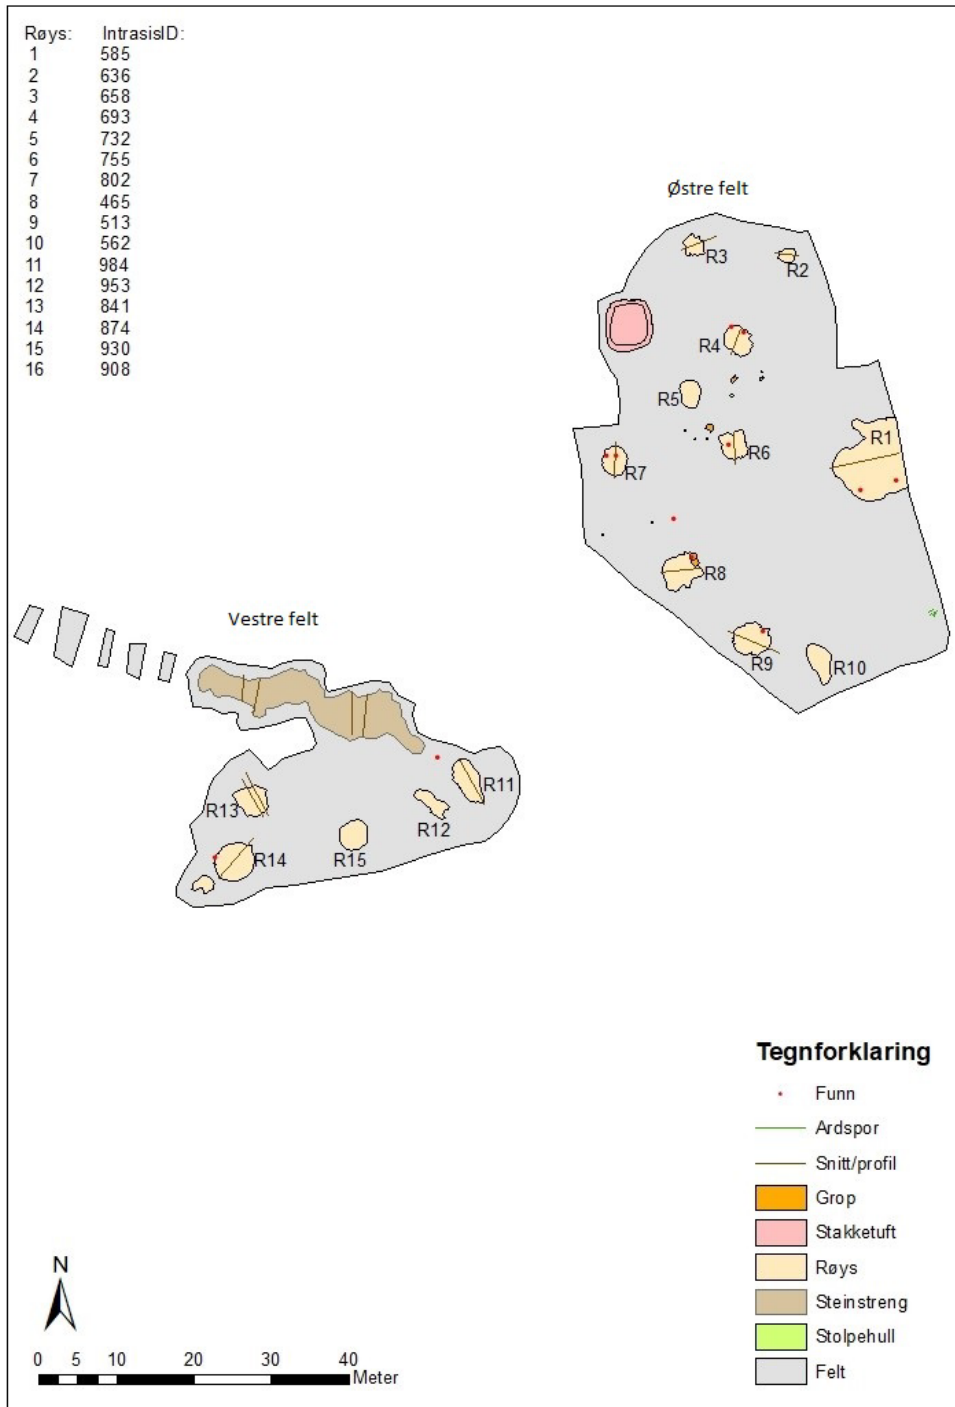 Røys: IntrasisID:
1 585
2 636
3 658
4 693
5 732
6 755
7 802
8 465
9 513
10 562
11 984
12 953
13 841
14 874
15 930
16 908
Østre felt
R3
R2
R4
R5
R1
R6
R7
R8
R9
R10
Vestre felt
R11
R13
R12
R14
R15
Tegnforklaring
Funn
Ardspor
Snitt/profil
Grop
Stakketuft
Røys
Steinstreng
Stolpehull
Felt
N
0 5 10 20 30 40
Meter